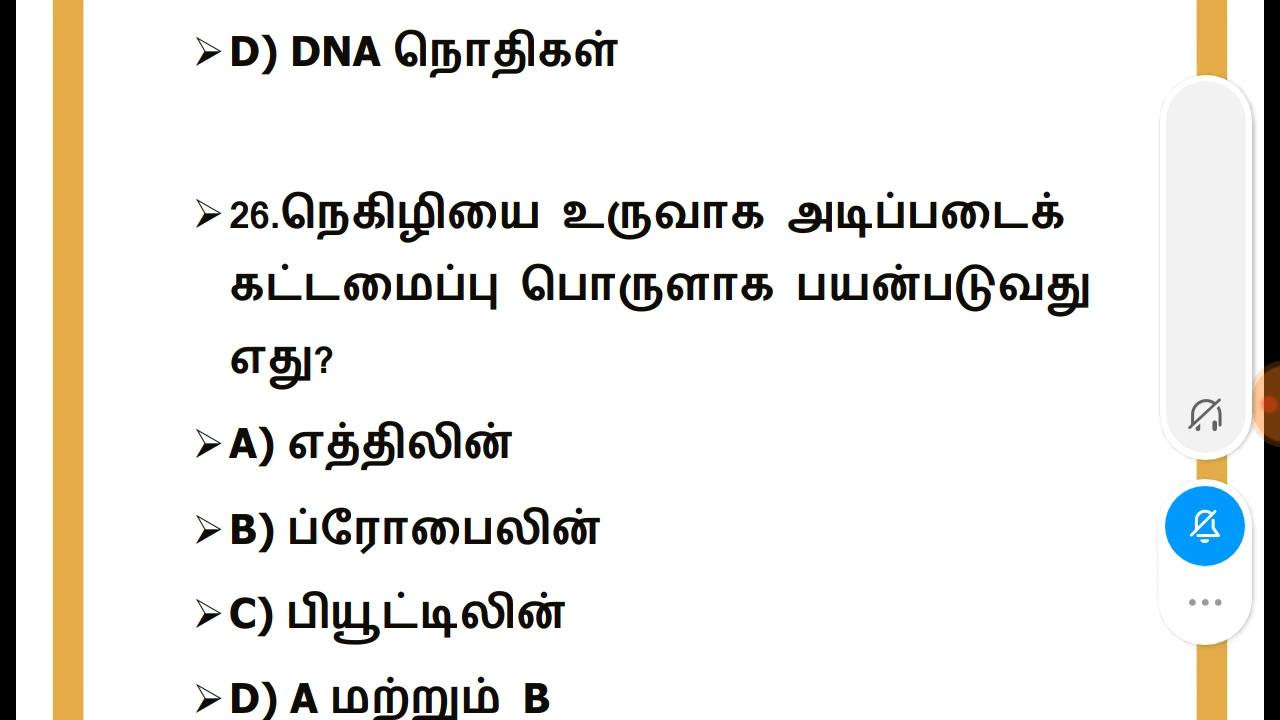 ➢ D) DNA நொதிகள்
➢ 26.நெகிழியை உருவாக அடிப்படைக்
கட்டமைப்பு பொருளாக பயன்படுவது
எது?
➢ A) எத்திலின்
➢ B) ப்ரோபைலின்
➢ C) பியூட்டிலின்
➢ D) A மற்றும் B